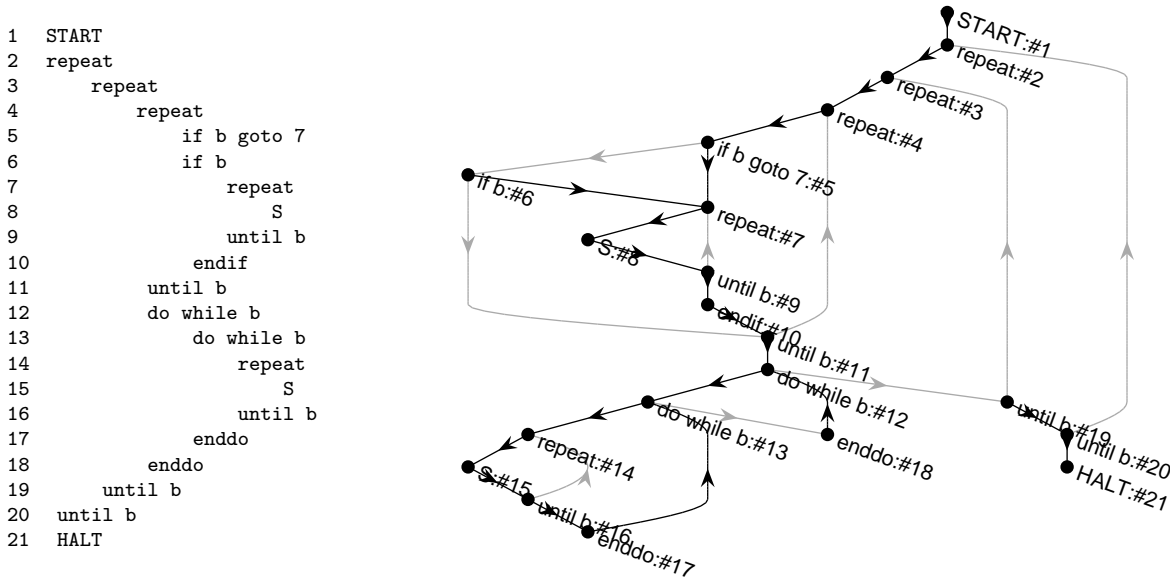 1 START
2 repeat
3 repeat
4 repeat
5 if b goto 7
6 if b
7 repeat
8 S
9 until b
10 endif
11 until b
12 do while b
13 do while b
14 repeat
15 S
16 until b
17 enddo
18 enddo
19 until b
20 until b
21 HALT
START:#1
repeat:#2
repeat:#3
repeat:#4
if b goto 7:#5
if b:#6
repeat:#7
S:#8
until b:#9
endif:#10
until b:#11
do while b:#12
do while b:#13
repeat:#14
S:#15
until b:#16
enddo:#17
enddo:#18
until b:#19
until b:#20
HALT:#21